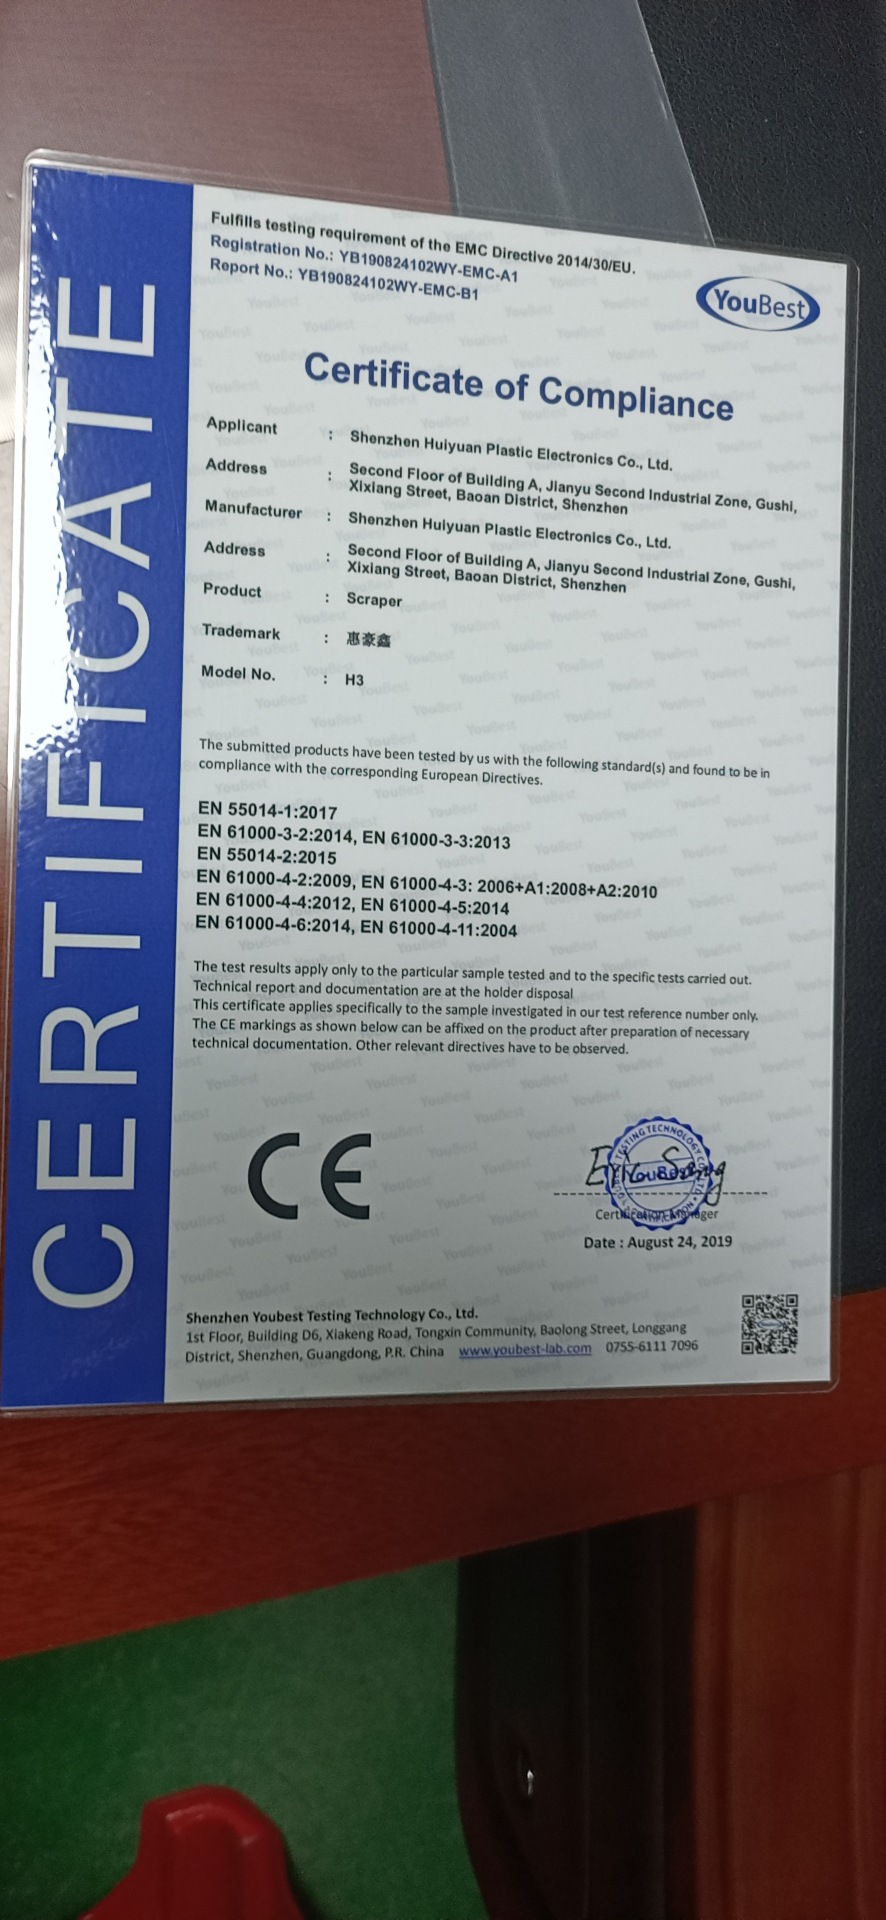 CERTIFICATE
Fulfills testing requirement of the EMC Directive 2014/30/EU.
Registration No.: YB190824102WY-EMC-A1
Report No.: YB190824102WY-EMC-B1
YouBest
Certificate of Compliance
Applicant : Shenzhen Huiyuan Plastic Electronics Co., Ltd.
Address : Second Floor of Building A, Jianyu Second Industrial Zone, Gushi,
Xixiang Street, Baoan District, Shenzhen
Manufacturer : Shenzhen Huiyuan Plastic Electronics Co., Ltd.
Address : Second Floor of Building A, Jianyu Second Industrial Zone, Gushi,
Xixiang Street, Baoan District, Shenzhen
Product : Scraper
Trademark : 惠豪鑫
Model No. : H3
The submitted products have been tested by us with the following standard(s) and found to be in
compliance with the corresponding European Directives.
EN 55014-1:2017
EN 61000-3-2:2014, EN 61000-3-3:2013
EN 55014-2:2015
EN 61000-4-2:2009, EN 61000-4-3: 2006+A1:2008+A2:2010
EN 61000-4-4:2012, EN 61000-4-5:2014
EN 61000-4-6:2014, EN 61000-4-11:2004
The test results apply only to the particular sample tested and to the specific tests carried out.
Technical report and documentation are at the holder disposal
This certificate applies specifically to the sample investigated in our test reference number only.
The CE markings as shown below can be affixed on the product after preparation of necessary
technical documentation. Other relevant directives have to be observed.
CE
TESTING TECHNOLOGY
YouBest
Certification Manager
Date : August 24, 2019
Shenzhen Youbest Testing Technology Co., Ltd.
1st Floor, Building D6, Xiakeng Road, Tongxin Community, Baolong Street, Longgang
District, Shenzhen, Guangdong, P.R. China www.youbest-lab.com 0755-6111 7096